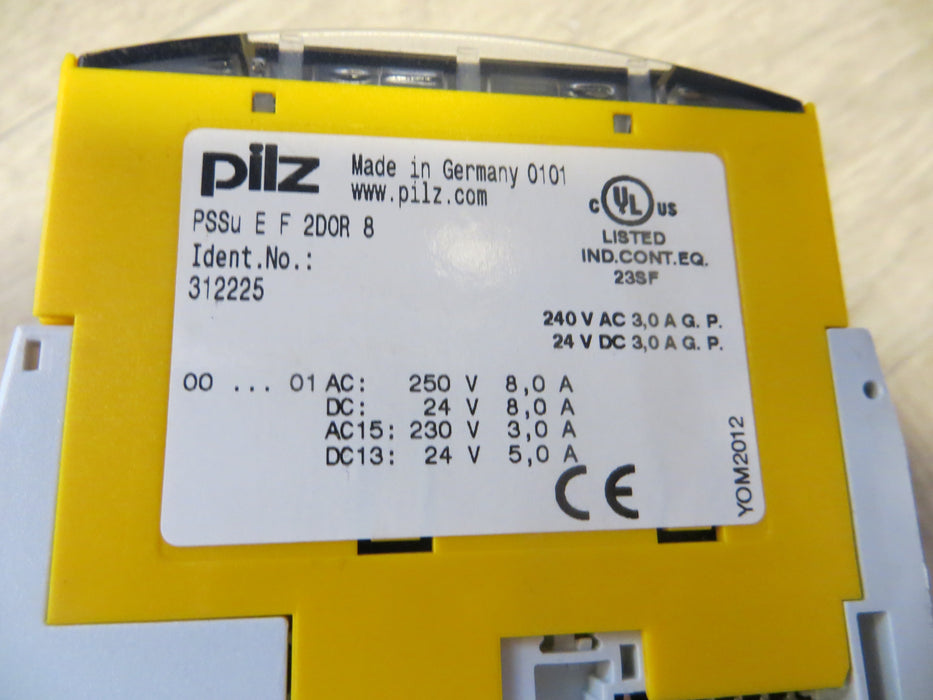 pilz
Made in Germany 0101
www.pilz.com
PSSu E F 2DOR 8
Ident.No.:
312225
C UL US
LISTED
IND.CONT.EQ.
23SF
240 V AC 3,0 A G. P.
24 V DC 3,0 A G. P.
00 ... 01 AC: 250 V 8,0 A
DC: 24 V 8,0 A
AC15: 230 V 3,0 A
DC13: 24 V 5,0 A
CE
YOM2012